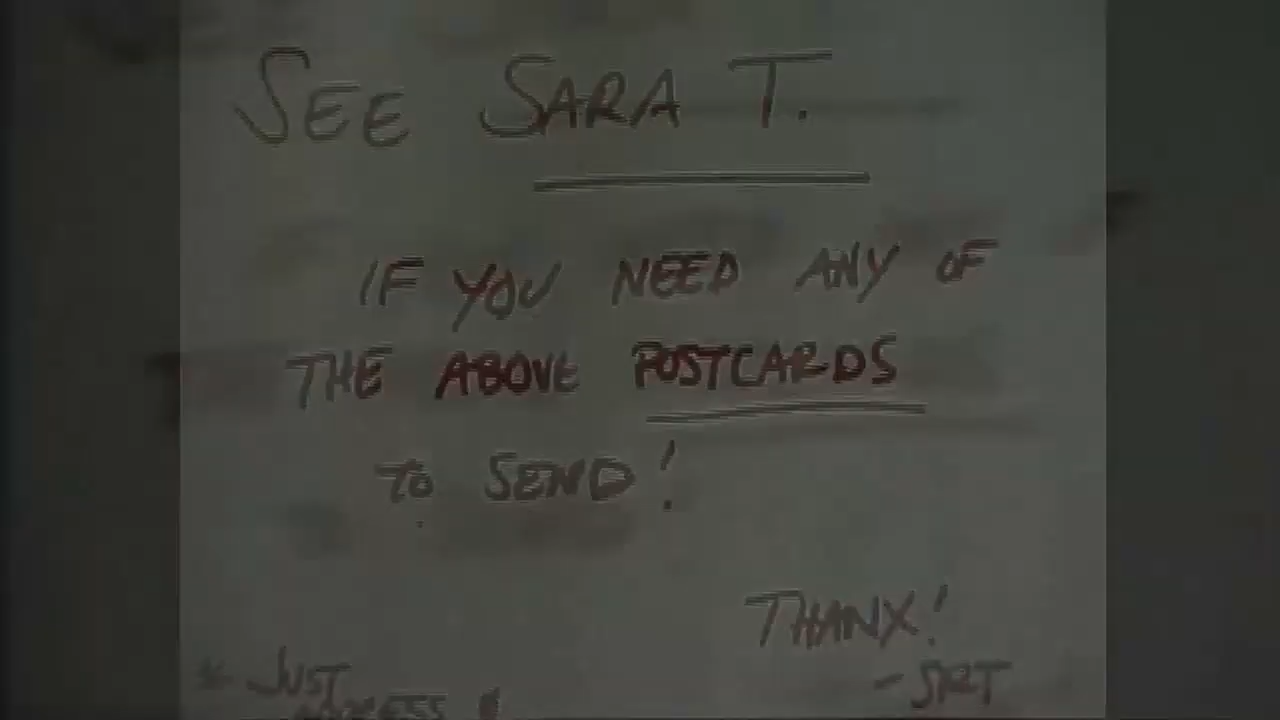 SEE SARA T.
IF YOU NEED ANY OF
THE ABOVE POSTCARDS
TO SEND!
THANX!
- SRT
* JUST